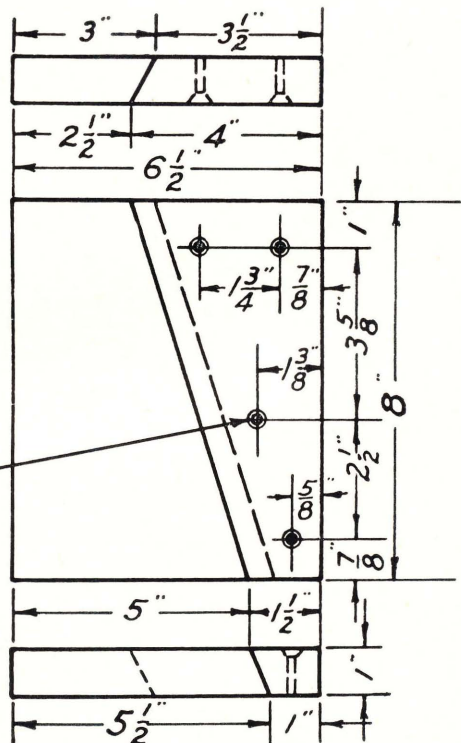 3" 3 1/2"
2 1/2" 4"
6 1/2"
1"
1 3/4" 7/8"
3 5/8"
1 3/8"
8"
2 1/2"
5/8"
7/8"
5" 1 1/2"
1"
5 1/2" 1"